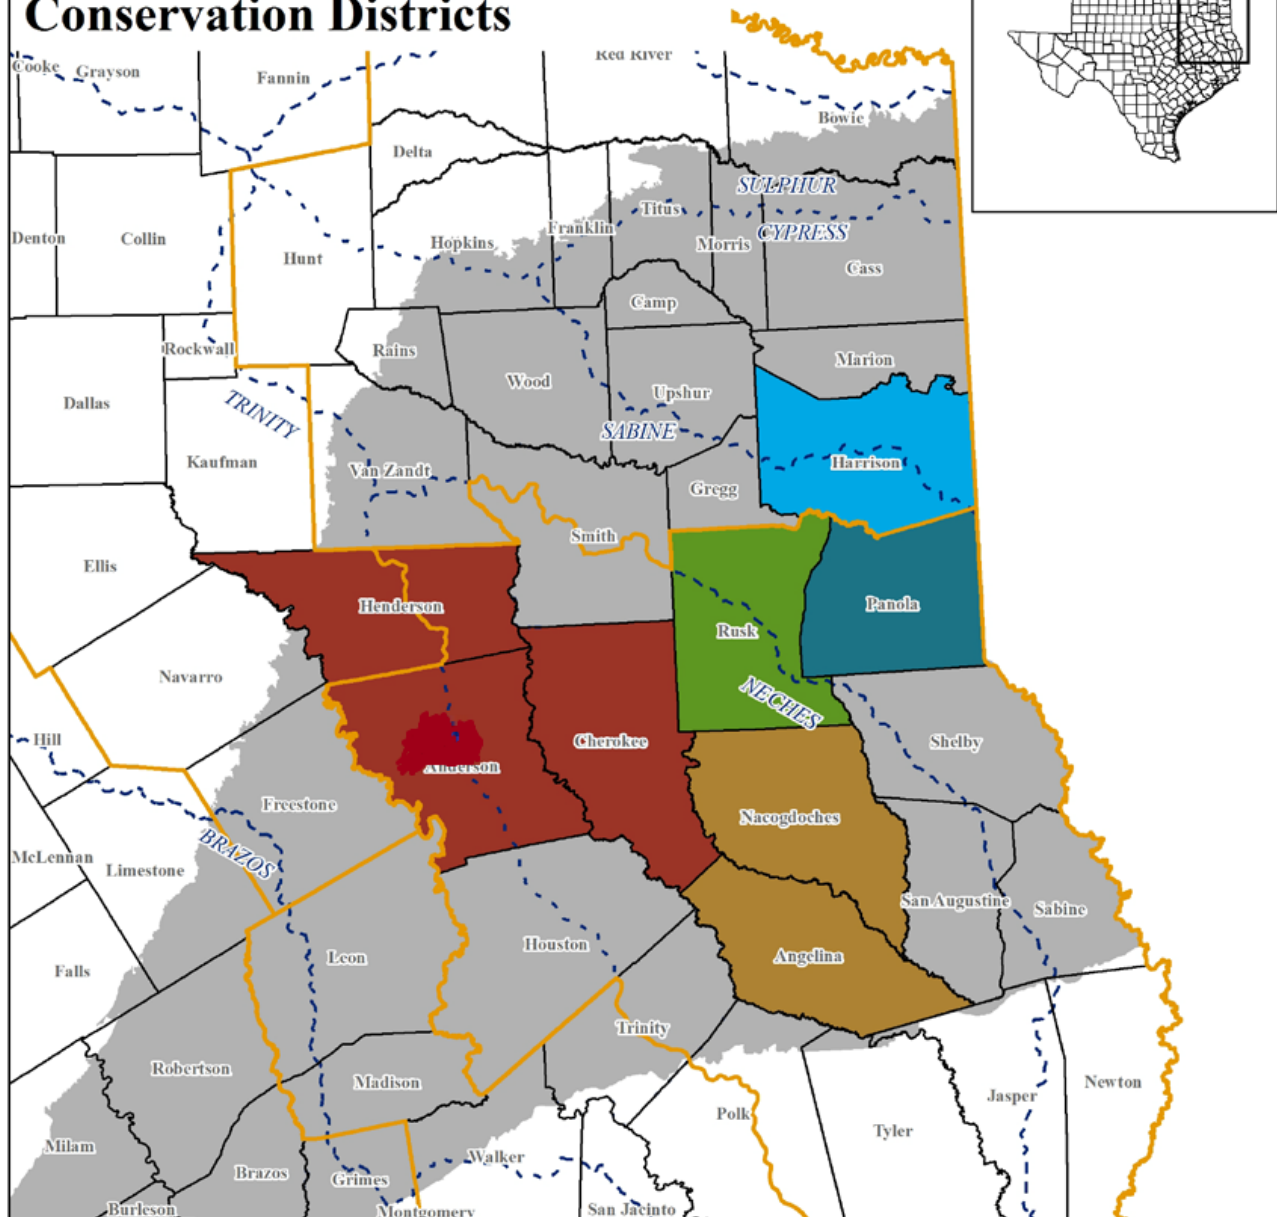 Conservation Districts
Cooke
Grayson
Fannin
Red River
Bowie
Delta
SULPHUR
Titus
Franklin
CYPRESS
Denton
Collin
Hunt
Hopkins
Morris
Cass
Camp
Rockwall
Rains
Marion
Wood
Upshur
Dallas
TRINITY
SABINE
Kaufman
Van Zandt
Harrison
Gregg
Smith
Ellis
Henderson
Panola
Rusk
Navarro
NECHES
Hill
Cherokee
Shelby
Anderson
Freestone
Nacogdoches
BRAZOS
McLennan
Limestone
San Augustine
Sabine
Houston
Angelina
Leon
Falls
Trinity
Robertson
Madison
Newton
Jasper
Polk
Tyler
Milam
Walker
Brazos
Grimes
Burleson
Montgomery
San Jacinto